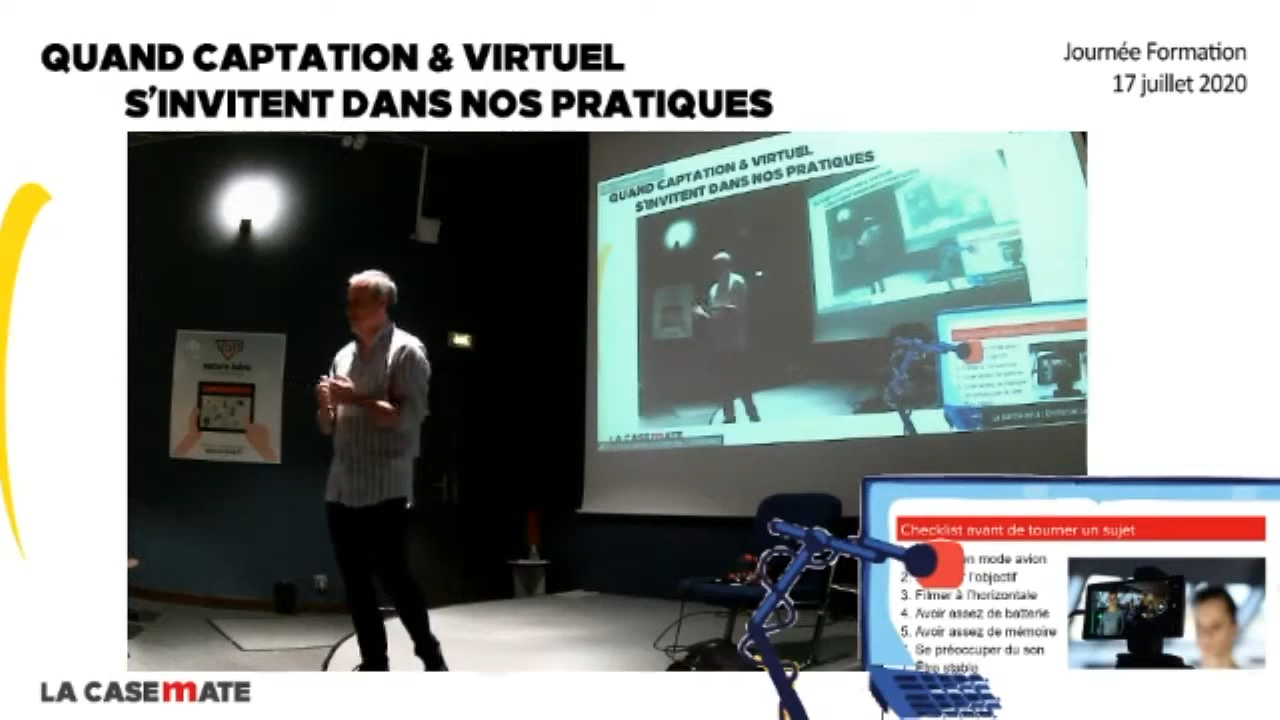 QUAND CAPTATION & VIRTUEL
S'INVITENT DANS NOS PRATIQUES
Journée Formation
17 juillet 2020
QUAND CAPTATION & VIRTUEL
S'INVITENT DANS NOS PRATIQUES
LA CASEMATE
Checklist avant de tourner un sujet
en mode avion
2. l'objectif
3. Filmer à l'horizontale
4. Avoir assez de batterie
5. Avoir assez de mémoire
Se préoccuper du son
Être stable
LA CASEMATE